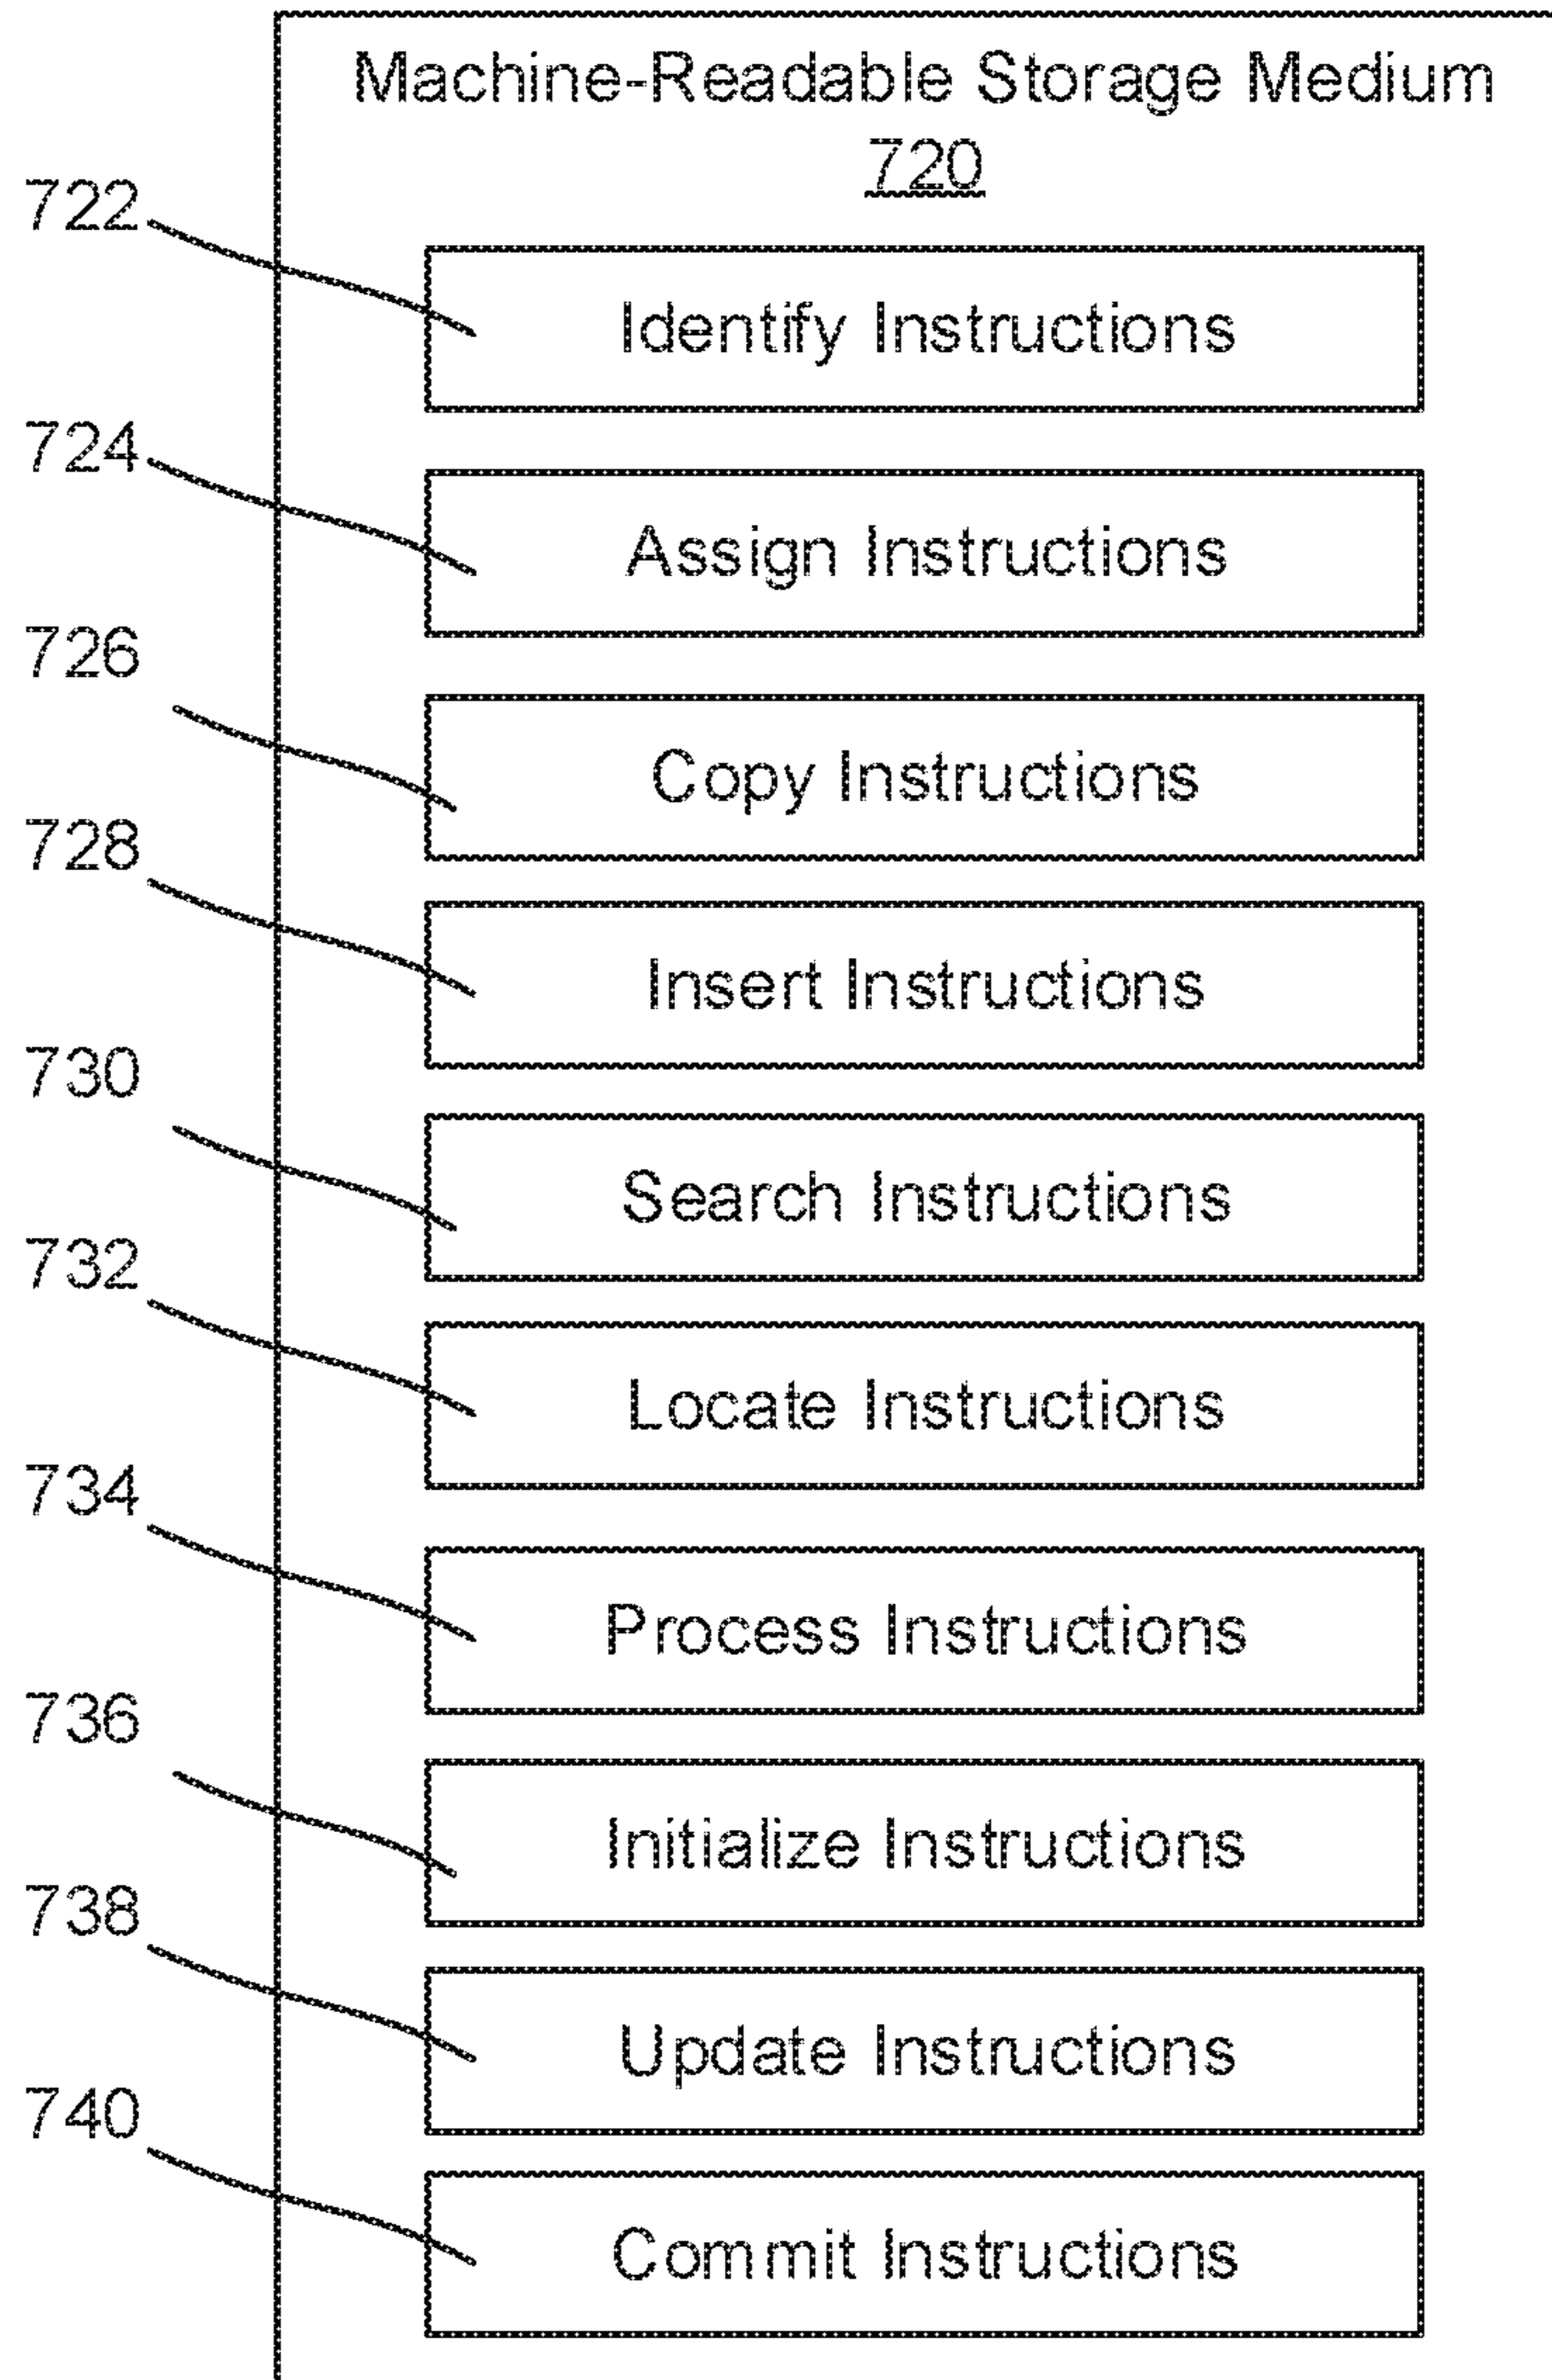 Machine-Readable Storage Medium
720
722
Identify Instructions
724
Assign Instructions
726
Copy Instructions
728
Insert Instructions
730
Search Instructions
732
Locate Instructions
734
Process Instructions
736
Initialize Instructions
738
Update Instructions
740
Commit Instructions